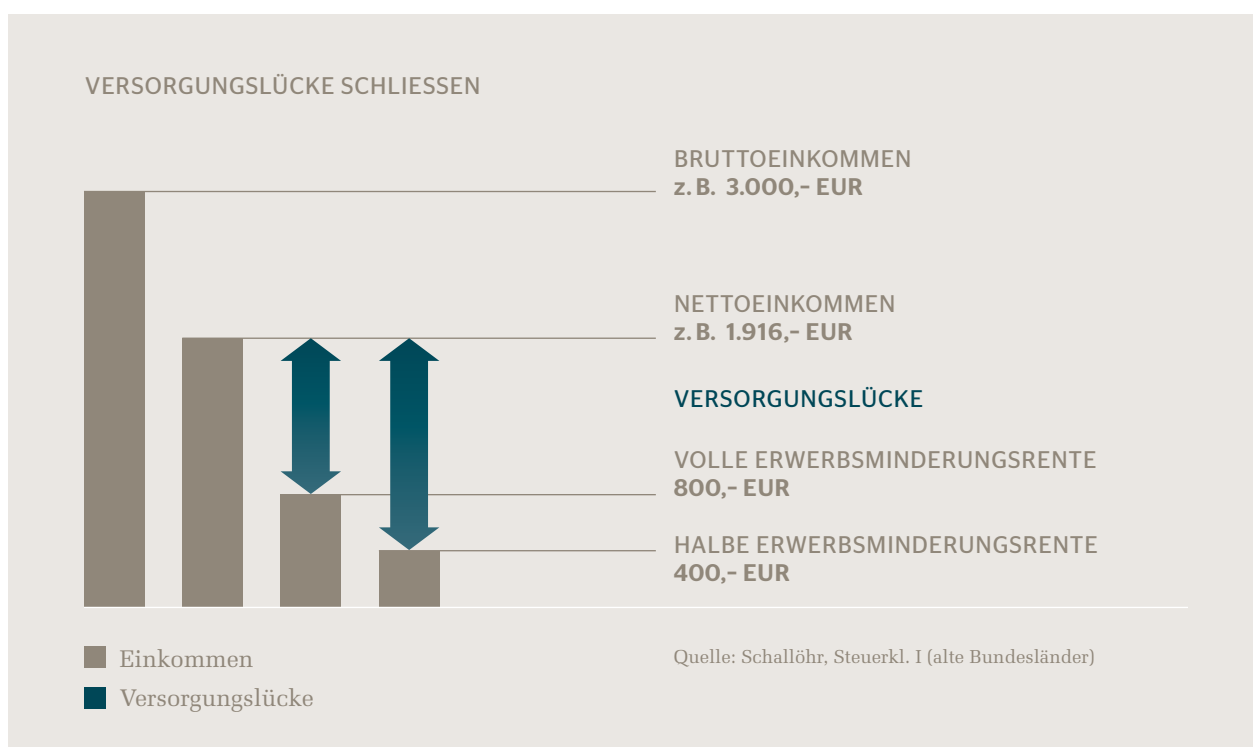 VERSORGUNGSLÜCKE SCHLIESSEN
BRUTTOEINKOMMEN
z. B. 3.000,– EUR
NETTOEINKOMMEN
z. B. 1.916,– EUR
VERSORGUNGSLÜCKE
VOLLE ERWERBSMINDERUNGSRENTE
800,– EUR
HALBE ERWERBSMINDERUNGSRENTE
400,– EUR
Einkommen
Versorgungslücke
Quelle: Schallöhr, Steuerkl. I (alte Bundesländer)